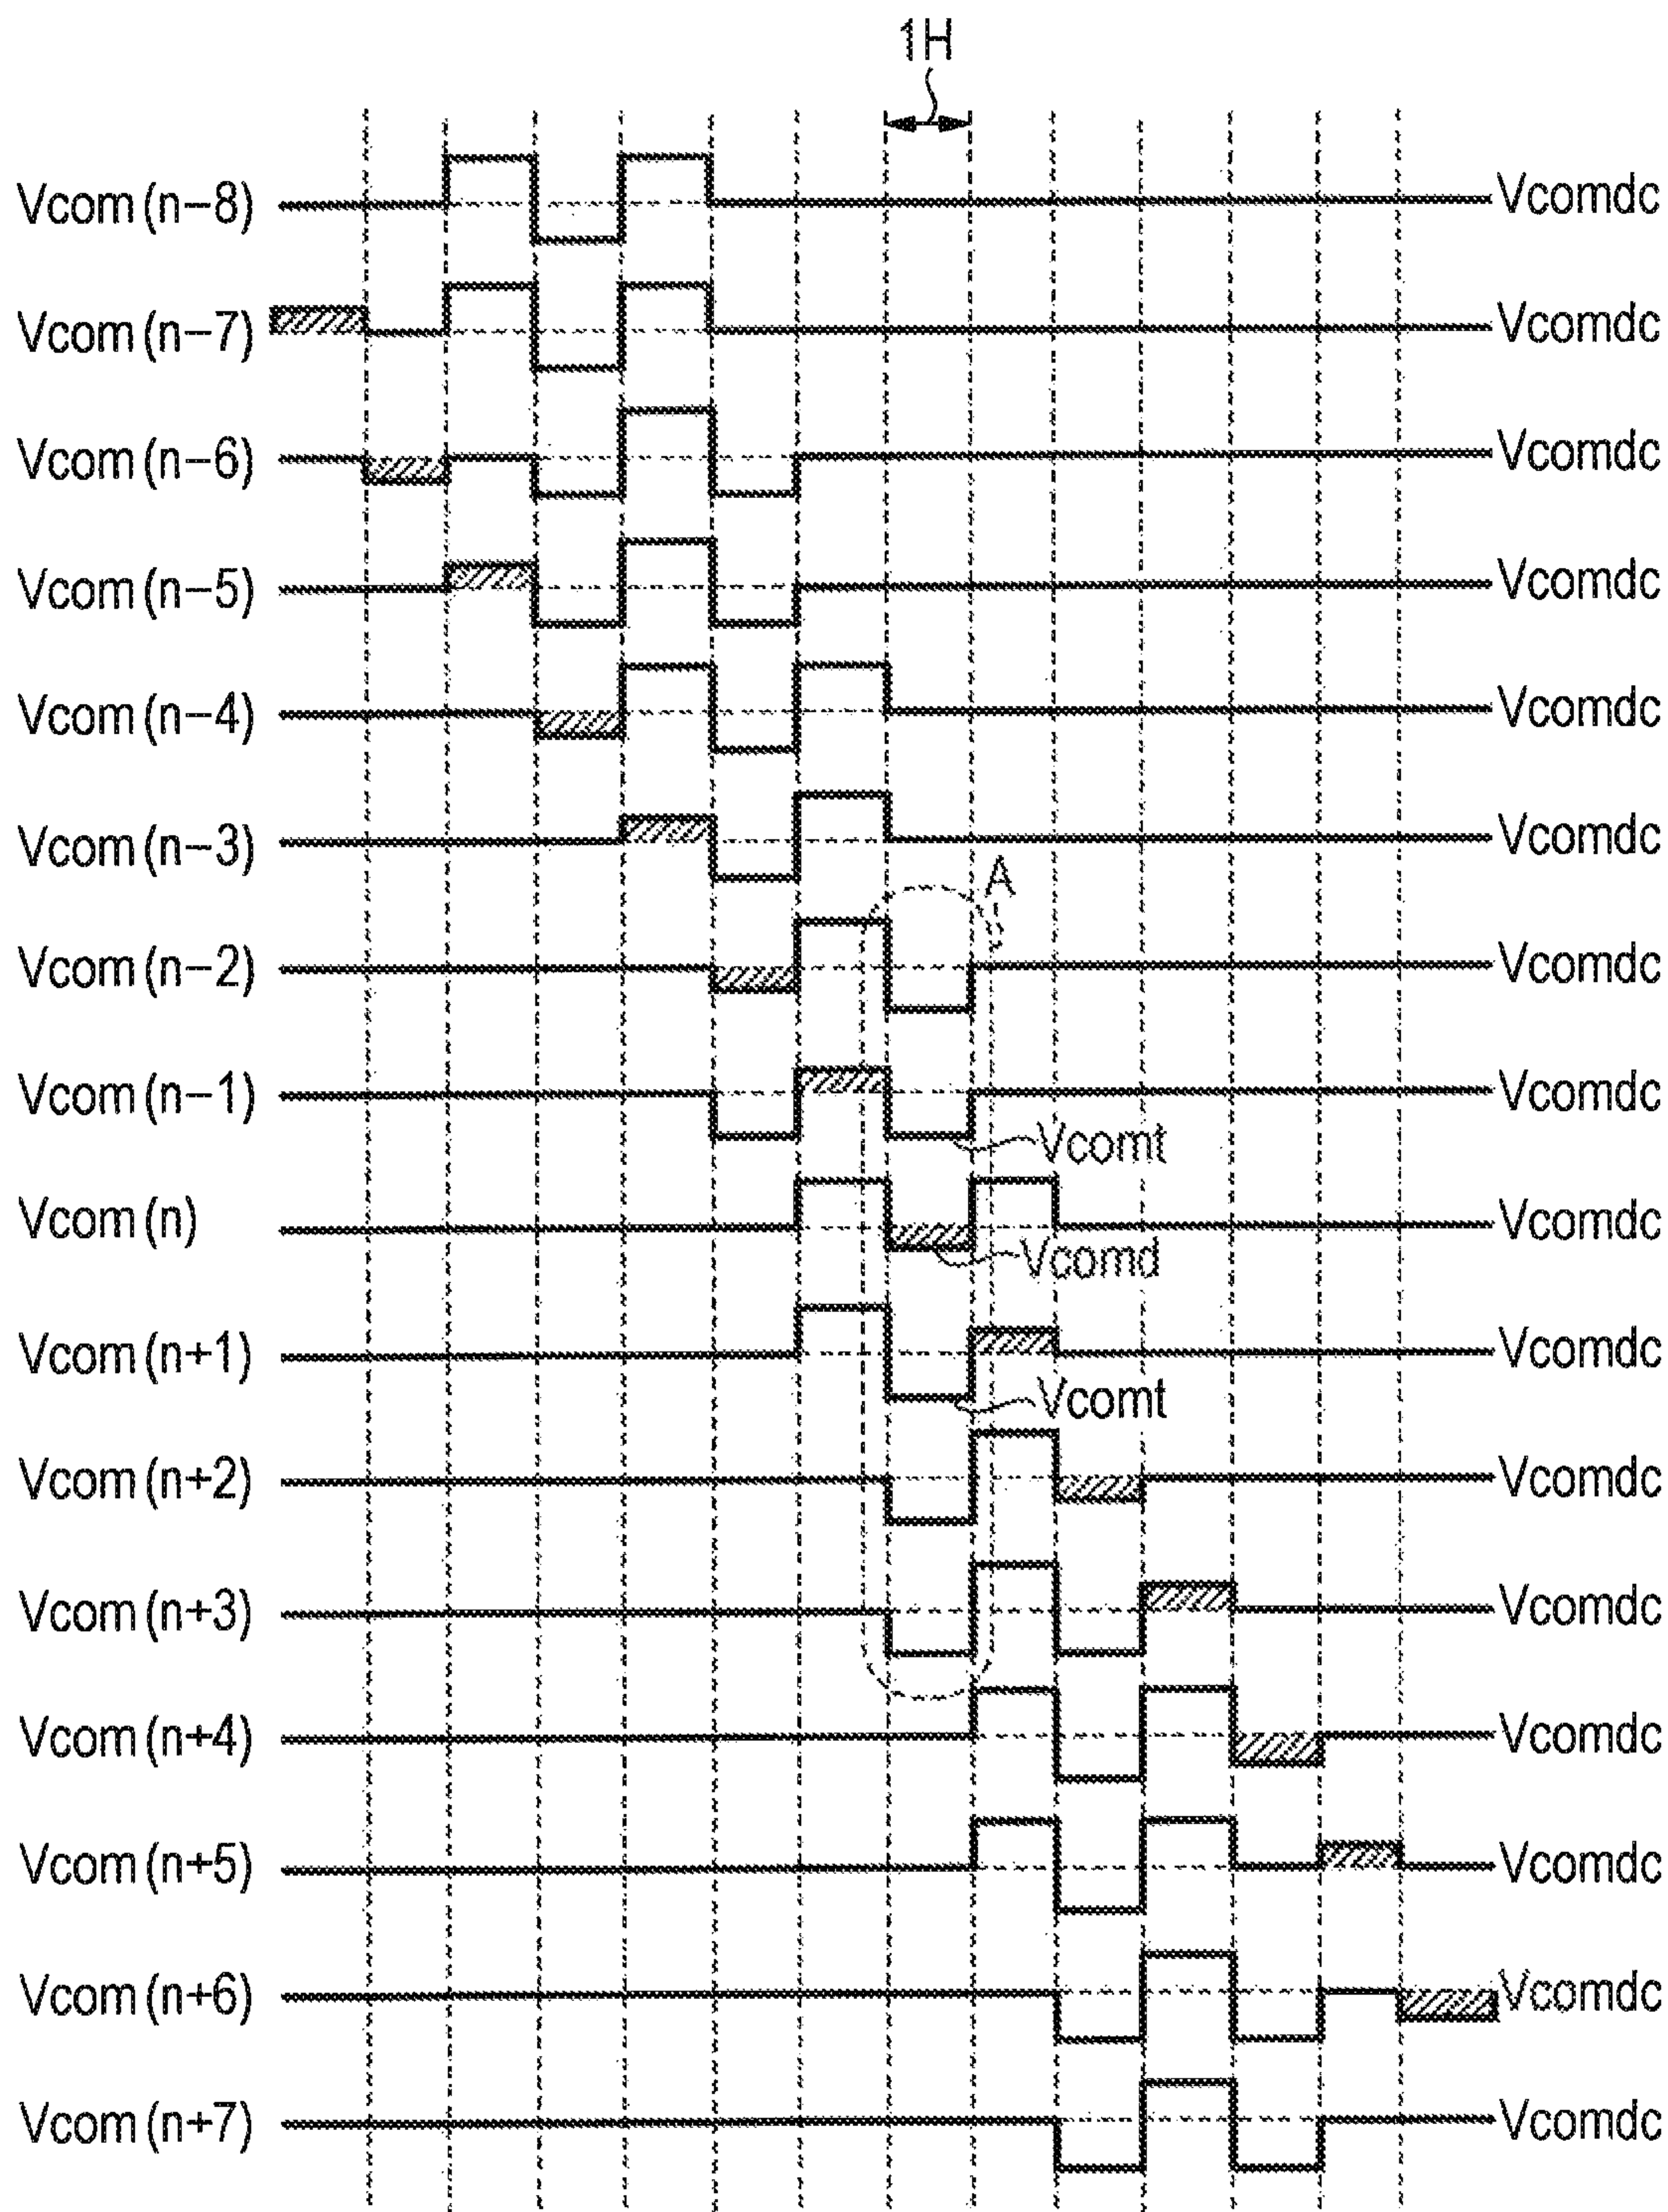 1H
Vcom(n-8) Vcomdc
Vcom(n-7) Vcomdc
Vcom(n-6) Vcomdc
Vcom(n-5) Vcomdc
Vcom(n-4) Vcomdc
Vcom(n-3) Vcomdc
A
Vcom(n-2) Vcomdc
Vcom(n-1) Vcomdc
Vcomt
Vcom(n) Vcomdc
Vcomd
Vcom(n+1) Vcomdc
Vcomt
Vcom(n+2) Vcomdc
Vcom(n+3) Vcomdc
Vcom(n+4) Vcomdc
Vcom(n+5) Vcomdc
Vcom(n+6) Vcomdc
Vcom(n+7) Vcomdc